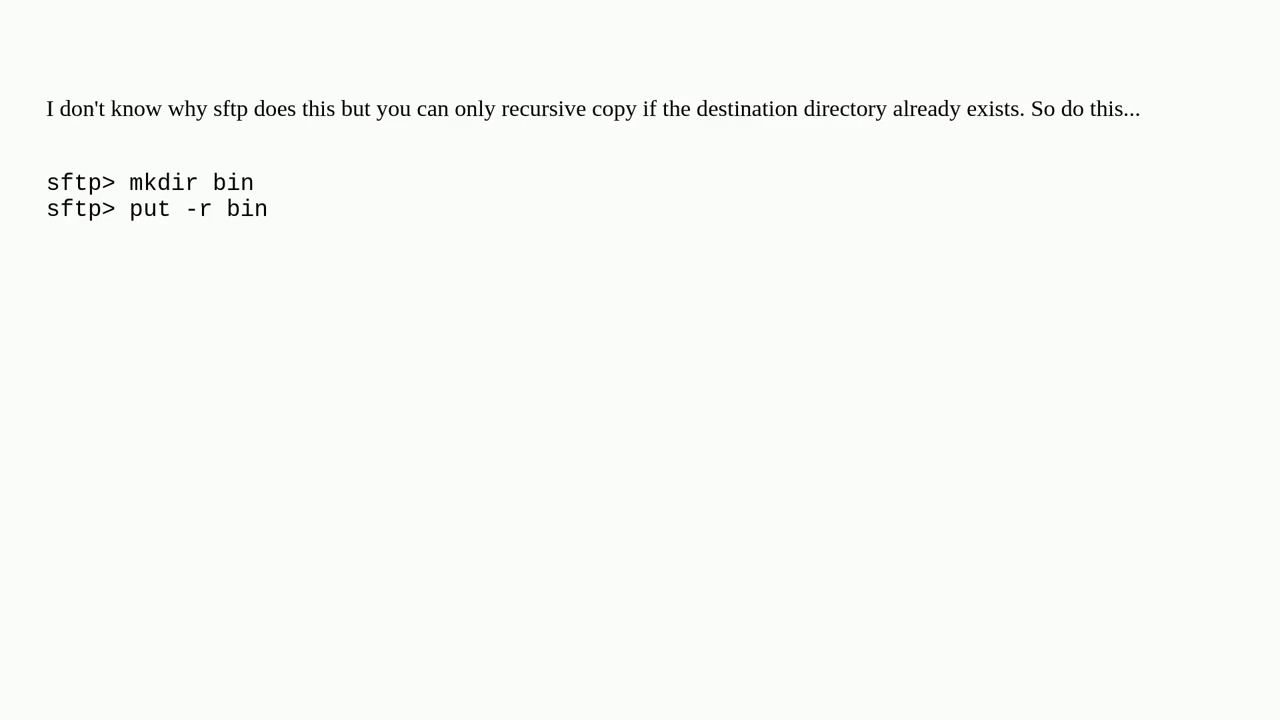 I don't know why sftp does this but you can only recursive copy if the destination directory already exists. So do this...
sftp> mkdir bin
sftp> put -r bin